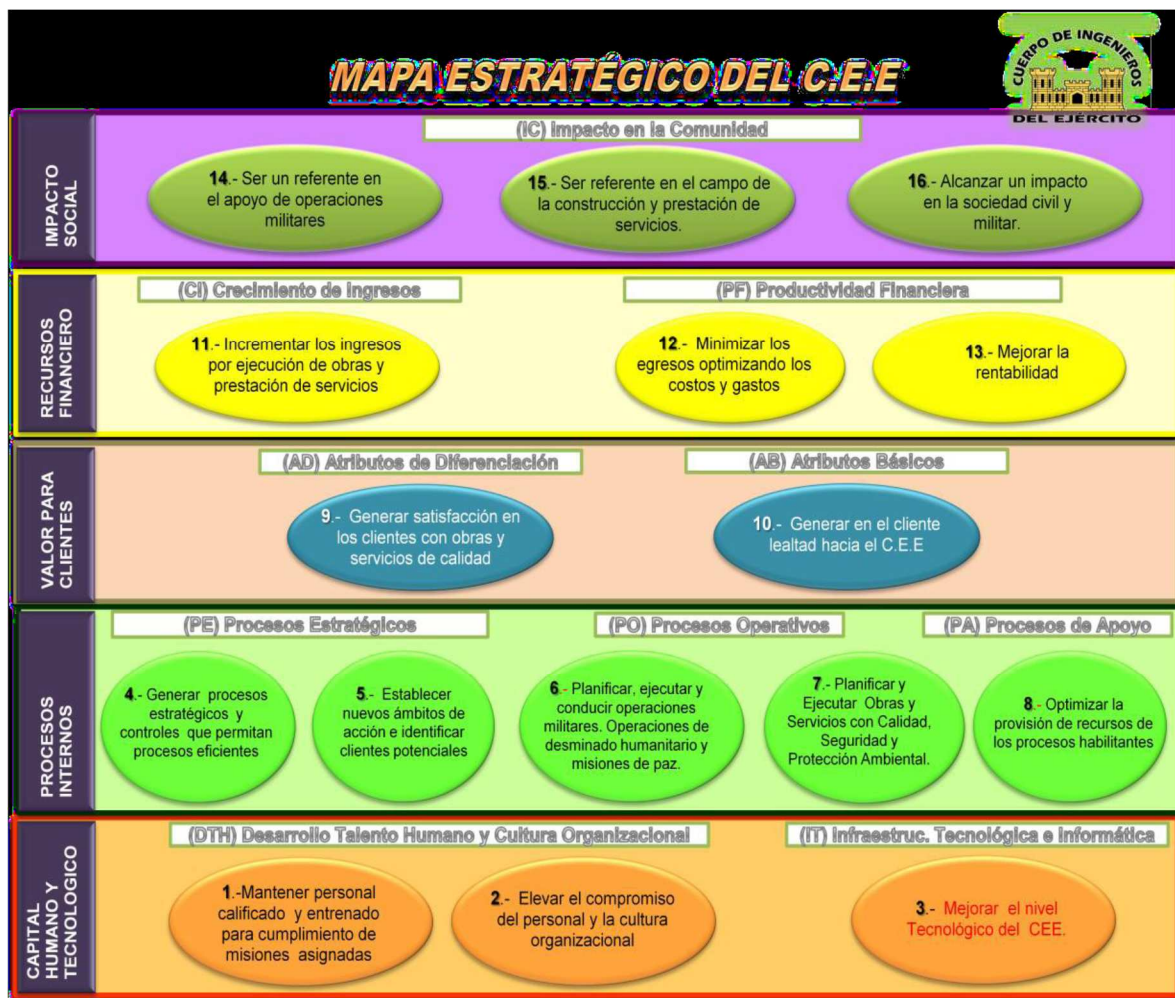 MAPA ESTRATÉGICO DEL C.E.E
CUERPO DE INGENIEROS
DEL EJÉRCITO
IMPACTO
SOCIAL
(IC) Impacto en la Comunidad
14.- Ser un referente en
el apoyo de operaciones
militares
15.- Ser referente en el campo de
la construcción y prestación de
servicios.
16.- Alcanzar un impacto
en la sociedad civil y
militar.
RECURSOS
FINANCIERO
(CI) Crecimiento de Ingresos
(PF) Productividad Financiera
11.- Incrementar los ingresos
por ejecución de obras y
prestación de servicios
12.- Minimizar los
egresos optimizando los
costos y gastos
13.- Mejorar la
rentabilidad
VALOR PARA
CLIENTES
(AD) Atributos de Diferenciación
(AB) Atributos Básicos
9.- Generar satisfacción en
los clientes con obras y
servicios de calidad
10.- Generar en el cliente
lealtad hacia el C.E.E
PROCESOS
INTERNOS
(PE) Procesos Estratégicos
(PO) Procesos Operativos
(PA) Procesos de Apoyo
4.- Generar procesos
estratégicos y
controles que permitan
procesos eficientes
5.- Establecer
nuevos ámbitos de
acción e identificar
clientes potenciales
6.- Planificar, ejecutar y
conducir operaciones
militares. Operaciones de
desminado humanitario y
misiones de paz.
7.- Planificar y
Ejecutar Obras y
Servicios con Calidad,
Seguridad y
Protección Ambiental.
8.- Optimizar la
provisión de recursos de
los procesos habilitantes
CAPITAL
HUMANO Y
TECNOLOGICO
(DTH) Desarrollo Talento Humano y Cultura Organizacional
(IT) Infraestruc. Tecnológica e Informática
1.-Mantener personal
calificado y entrenado
para cumplimiento de
misiones asignadas
2.- Elevar el compromiso
del personal y la cultura
organizacional
3.- Mejorar el nivel
Tecnológico del CEE.